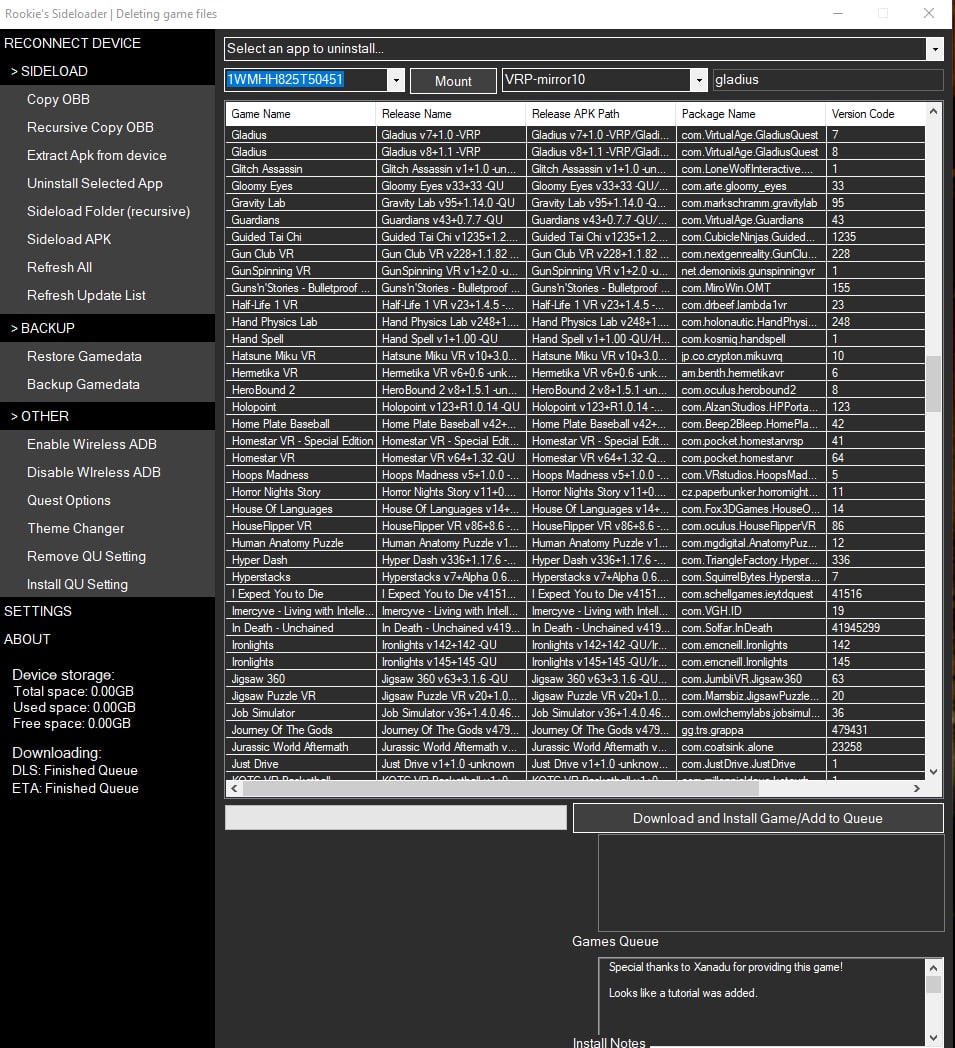 Rookie's Sideloader | Deleting game files
RECONNECT DEVICE
> SIDELOAD
Copy OBB
Recursive Copy OBB
Extract Apk from device
Uninstall Selected App
Sideload Folder (recursive)
Sideload APK
Refresh All
Refresh Update List
> BACKUP
Restore Gamedata
Backup Gamedata
> OTHER
Enable Wireless ADB
Disable WIreless ADB
Quest Options
Theme Changer
Remove QU Setting
Install QU Setting
SETTINGS
ABOUT
Device storage:
Total space: 0.00GB
Used space: 0.00GB
Free space: 0.00GB
Downloading:
DLS: Finished Queue
ETA: Finished Queue
Select an app to uninstall...
1WMHH825T50451 Mount VRP-mirror10 gladius
Game Name Release Name Release APK Path Package Name Version Code
Gladius Gladius v7+1.0 -VRP Gladius v7+1.0 -VRP/Gladi... com.VirtualAge.GladiusQuest 7
Gladius Gladius v8+1.1 -VRP Gladius v8+1.1 -VRP/Gladi... com.VirtualAge.GladiusQuest 8
Glitch Assassin Glitch Assassin v1+1.0 -un... Glitch Assassin v1+1.0 -un... com.LoneWolfInteractive.... 1
Gloomy Eyes Gloomy Eyes v33+33 -QU Gloomy Eyes v33+33 -QU/... com.arte.gloomy_eyes 33
Gravity Lab Gravity Lab v95+1.14.0 -QU Gravity Lab v95+1.14.0 -Q... com.markschramm.gravitylab 95
Guardians Guardians v43+0.7.7 -QU Guardians v43+0.7.7 -QU/... com.VirtualAge.Guardians 43
Guided Tai Chi Guided Tai Chi v1235+1.2.... Guided Tai Chi v1235+1.2.... com.CubicleNinjas.Guided... 1235
Gun Club VR Gun Club VR v228+1.1.82 ... Gun Club VR v228+1.1.82 ... com.nextgenreality.GunClu... 228
GunSpinning VR GunSpinning VR v1+2.0 -u... GunSpinning VR v1+2.0 -u... net.demonixis.gunspinningvr 1
Guns'n'Stories - Bulletproof ... Guns'n'Stories - Bulletproof ... Guns'n'Stories - Bulletproof ... com.MiroWin.OMT 155
Half-Life 1 VR Half-Life 1 VR v23+1.4.5 -... Half-Life 1 VR v23+1.4.5 -... com.drbeef.lambda1vr 23
Hand Physics Lab Hand Physics Lab v248+1... Hand Physics Lab v248+1... com.holonautic.HandPhysi... 248
Hand Spell Hand Spell v1+1.00 -QU Hand Spell v1+1.00 -QU/H... com.kosmiq.handspell 1
Hatsune Miku VR Hatsune Miku VR v10+3.0... Hatsune Miku VR v10+3.0... jp.co.crypton.mikuvrq 10
Hermetika VR Hermetika VR v6+0.6 -unk... Hermetika VR v6+0.6 -unk... am.benth.hermetikavr 6
HeroBound 2 HeroBound 2 v8+1.5.1 -un... HeroBound 2 v8+1.5.1 -un... com.oculus.herobound2 8
Holopoint Holopoint v123+R1.0.14 -QU Holopoint v123+R1.0.14 -... com.AlzanStudios.HPPorta... 123
Home Plate Baseball Home Plate Baseball v42+... Home Plate Baseball v42+... com.Beep2Bleep.HomePla... 42
Homestar VR - Special Edition Homestar VR - Special Edit... Homestar VR - Special Edit... com.pocket.homestarvrsp 41
Homestar VR Homestar VR v64+1.32 -QU Homestar VR v64+1.32 -Q... com.pocket.homestarvr 64
Hoops Madness Hoops Madness v5+1.0.0 -... Hoops Madness v5+1.0.0 -... com.VRstudios.HoopsMad... 5
Horror Nights Story Horror Nights Story v11+0.... Horror Nights Story v11+0.... cz.paperbunker.horrornight... 11
House Of Languages House Of Languages v14+... House Of Languages v14+... com.Fox3DGames.HouseO... 14
HouseFlipper VR HouseFlipper VR v86+8.6 -... HouseFlipper VR v86+8.6 -... com.oculus.HouseFlipperVR 86
Human Anatomy Puzzle Human Anatomy Puzzle v1... Human Anatomy Puzzle v1... com.mgdigital.AnatomyPuz... 12
Hyper Dash Hyper Dash v336+1.17.6 -... Hyper Dash v336+1.17.6 -... com.TriangleFactory.Hyper... 336
Hyperstacks Hyperstacks v7+Alpha 0.6.... Hyperstacks v7+Alpha 0.6.... com.SquirrelBytes.Hypersta... 7
I Expect You to Die I Expect You to Die v4151... I Expect You to Die v4151... com.schellgames.ieytdquest 41516
Imercyve - Living with Intelle... Imercyve - Living with Intell... Imercyve - Living with Intell... com.VGH.ID 19
In Death - Unchained In Death - Unchained v419... In Death - Unchained v419... com.Solfar.InDeath 41945299
Ironlights Ironlights v142+142 -QU Ironlights v142+142 -QU/Ir... com.emcneill.Ironlights 142
Ironlights Ironlights v145+145 -QU Ironlights v145+145 -QU/Ir... com.emcneill.Ironlights 145
Jigsaw 360 Jigsaw 360 v63+3.1.6 -QU Jigsaw 360 v63+3.1.6 -QU... com.JumbliVR.Jigsaw360 63
Jigsaw Puzzle VR Jigsaw Puzzle VR v20+1.0... Jigsaw Puzzle VR v20+1.0... com.Marrsbiz.JigsawPuzzle... 20
Job Simulator Job Simulator v36+1.4.0.46... Job Simulator v36+1.4.0.46... com.owlchemylabs.jobsimul... 36
Journey Of The Gods Journey Of The Gods v479... Journey Of The Gods v479... gg.trs.grappa 479431
Jurassic World Aftermath Jurassic World Aftermath v... Jurassic World Aftermath v... com.coatsink.alone 23258
Just Drive Just Drive v1+1.0 -unknown Just Drive v1+1.0 -unknow... com.JustDrive.JustDrive 1
Download and Install Game/Add to Queue
Games Queue
Special thanks to Xanadu for providing this game!
Looks like a tutorial was added.
Install Notes